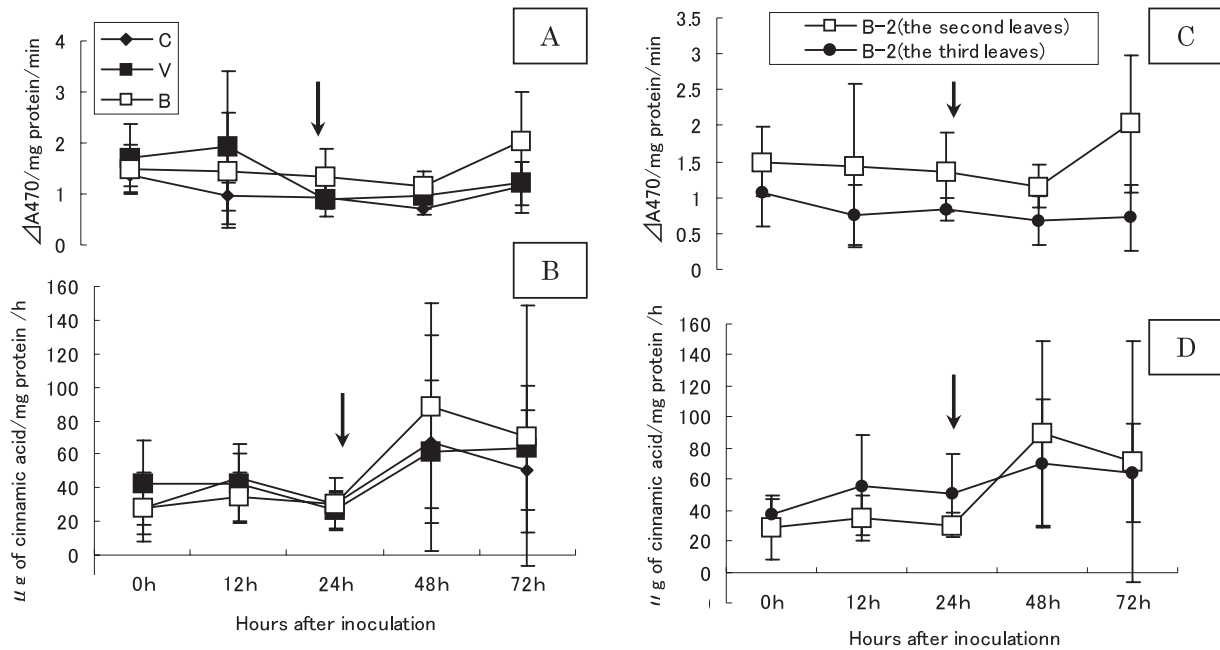 C
V
B
A
4
3
2
1
0
⊿A470/mg protein/min
B
160
140
120
100
80
60
40
20
0
μg of cinnamic acid/mg protein /h
0h 12h 24h 48h 72h
Hours after inoculation
B-2(the second leaves)
B-2(the third leaves)
C
3.5
3
2.5
2
1.5
1
0.5
0
⊿A470/mg protein/min
D
160
140
120
100
80
60
40
20
0
g of cinnamic acid/mg protein /h
0h 12h 24h 48h 72h
Hours after inoculationn